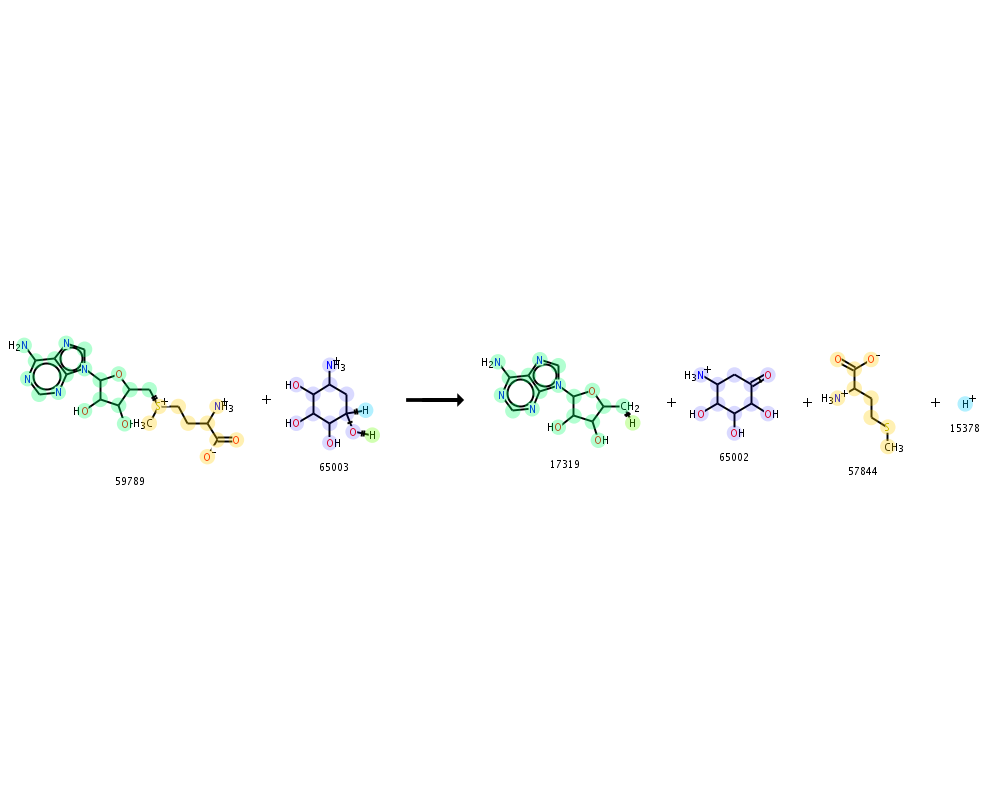 H₂N N N N N O HO OH S⁺ H₃C NH₃⁺ O O⁻
59789
+
NH₃⁺ HO HO HO OH H O H
65003
H₂N N N N N O HO OH CH₂ H
17319
+
H₃N⁺ O HO OH OH
65002
+
O O⁻ H₃N⁺ S CH₃
57844
+
H⁺
15378